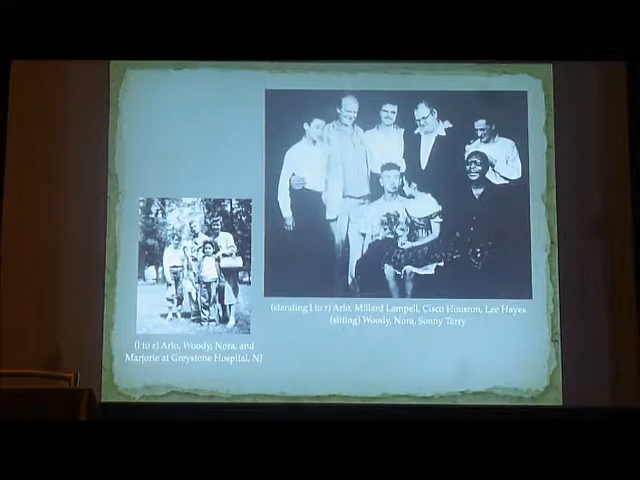 (standing l to r) Arlo, Millard Lampell, Cisco Houston, Lee Hayes
(sitting) Woody, Nora, Sonny Terry
(l to r) Arlo, Woody, Nora, and
Marjorie at Greystone Hospital, NJ